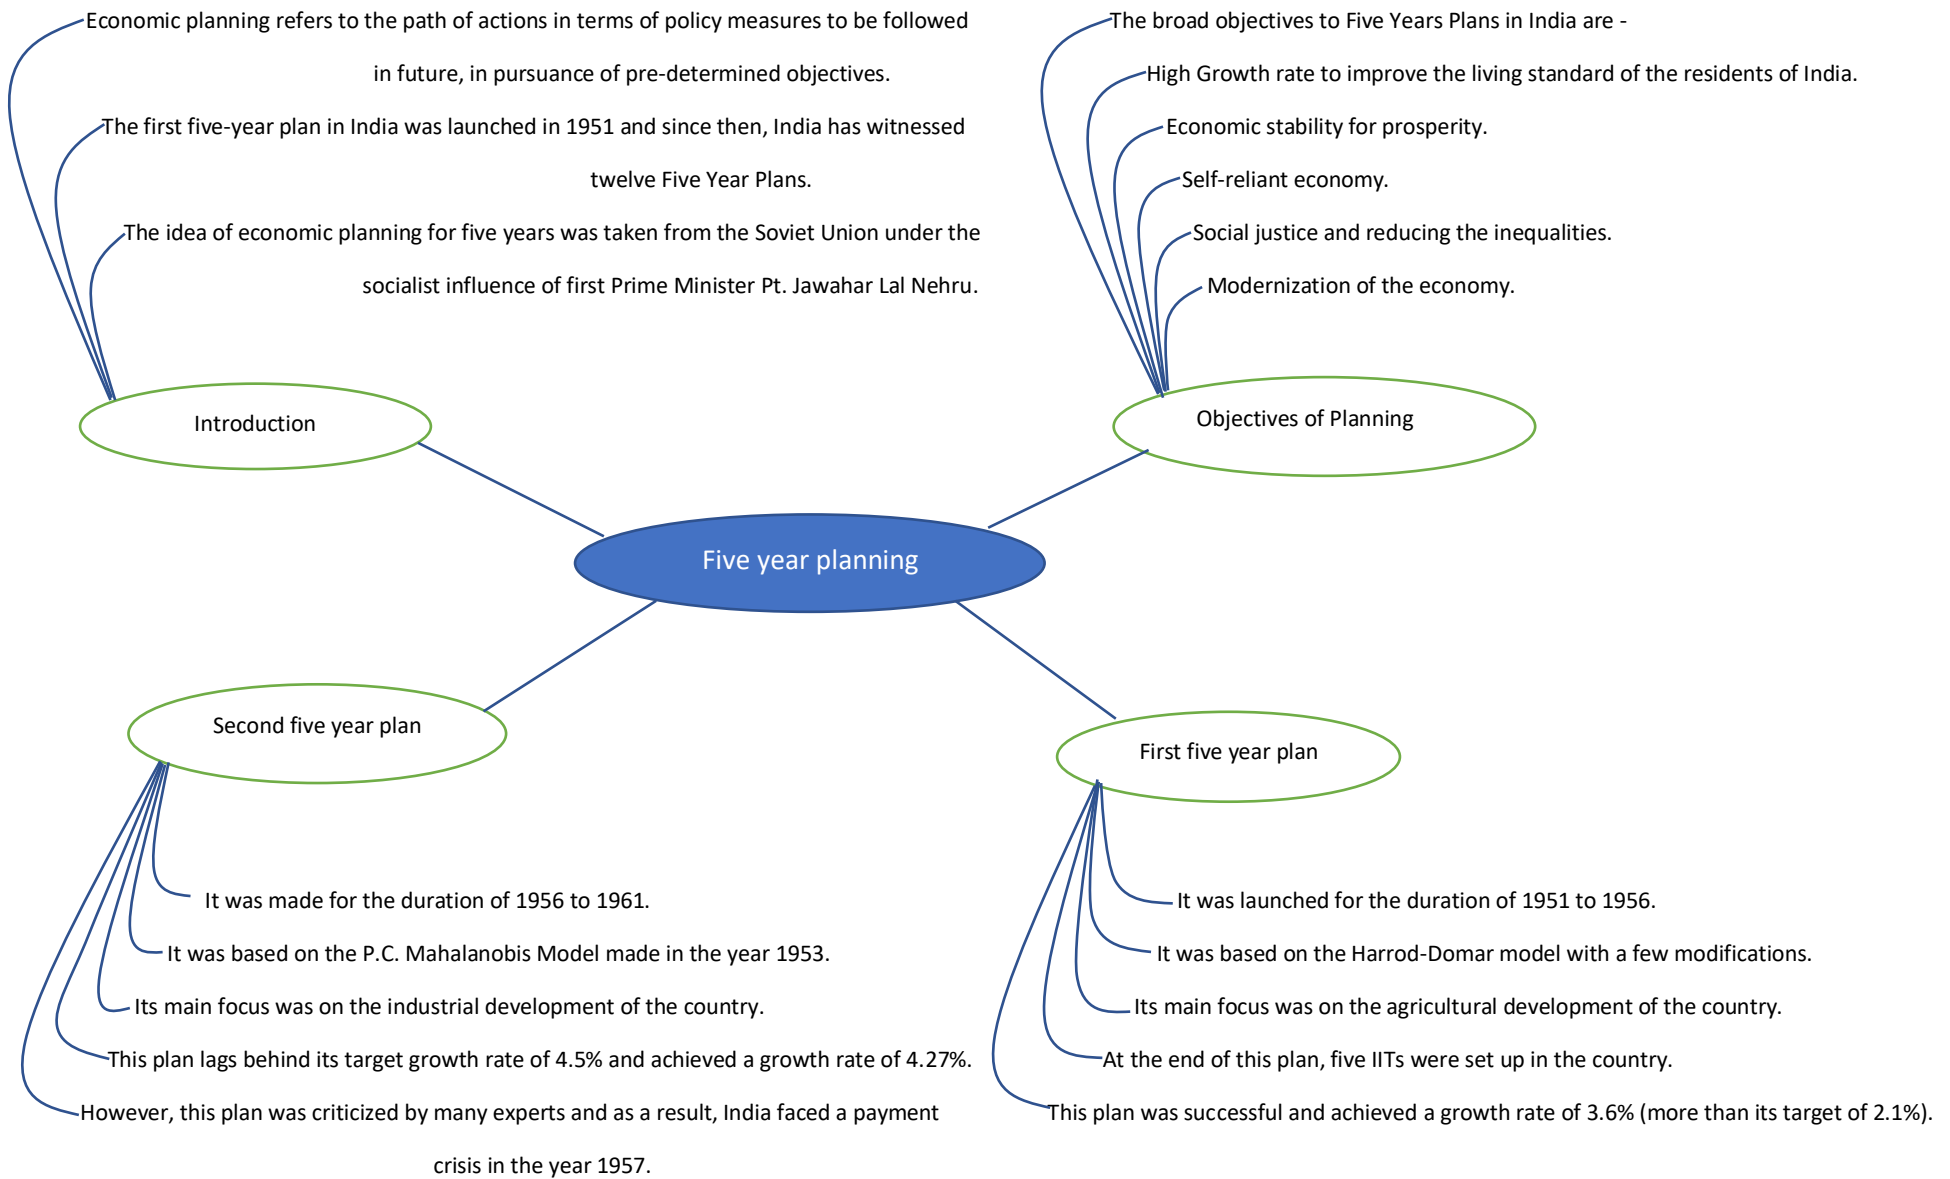 Economic planning refers to the path of actions in terms of policy measures to be followed
in future, in pursuance of pre-determined objectives.
The first five-year plan in India was launched in 1951 and since then, India has witnessed
twelve Five Year Plans.
The idea of economic planning for five years was taken from the Soviet Union under the
socialist influence of first Prime Minister Pt. Jawahar Lal Nehru.
Introduction
The broad objectives to Five Years Plans in India are -
High Growth rate to improve the living standard of the residents of India.
Economic stability for prosperity.
Self-reliant economy.
Social justice and reducing the inequalities.
Modernization of the economy.
Objectives of Planning
Five year planning
Second five year plan
It was made for the duration of 1956 to 1961.
It was based on the P.C. Mahalanobis Model made in the year 1953.
Its main focus was on the industrial development of the country.
This plan lags behind its target growth rate of 4.5% and achieved a growth rate of 4.27%.
However, this plan was criticized by many experts and as a result, India faced a payment
crisis in the year 1957.
First five year plan
It was launched for the duration of 1951 to 1956.
It was based on the Harrod-Domar model with a few modifications.
Its main focus was on the agricultural development of the country.
At the end of this plan, five IITs were set up in the country.
This plan was successful and achieved a growth rate of 3.6% (more than its target of 2.1%).